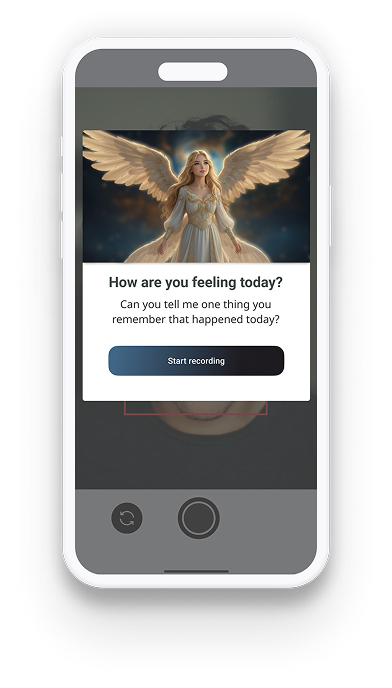 How are you feeling today?
Can you tell me one thing you
remember that happened today?
Start recording